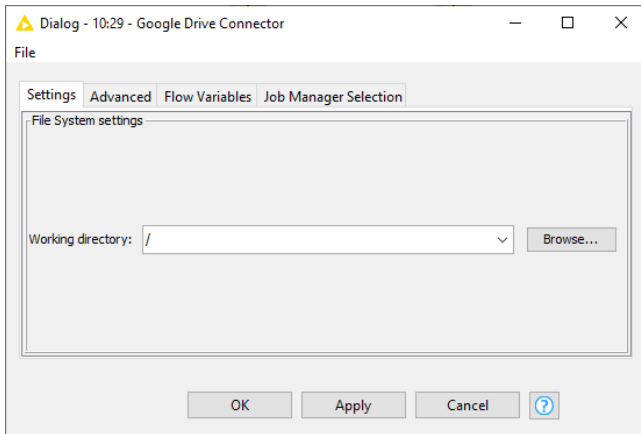 Dialog - 10:29 - Google Drive Connector
File
Settings Advanced Flow Variables Job Manager Selection
File System settings
Working directory: / Browse...
OK Apply Cancel ?